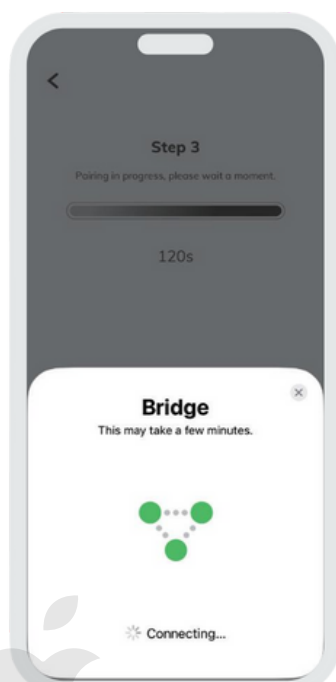 Step 3
Pairing in progress, please wait a moment.
120s
Bridge
This may take a few minutes.
Connecting...